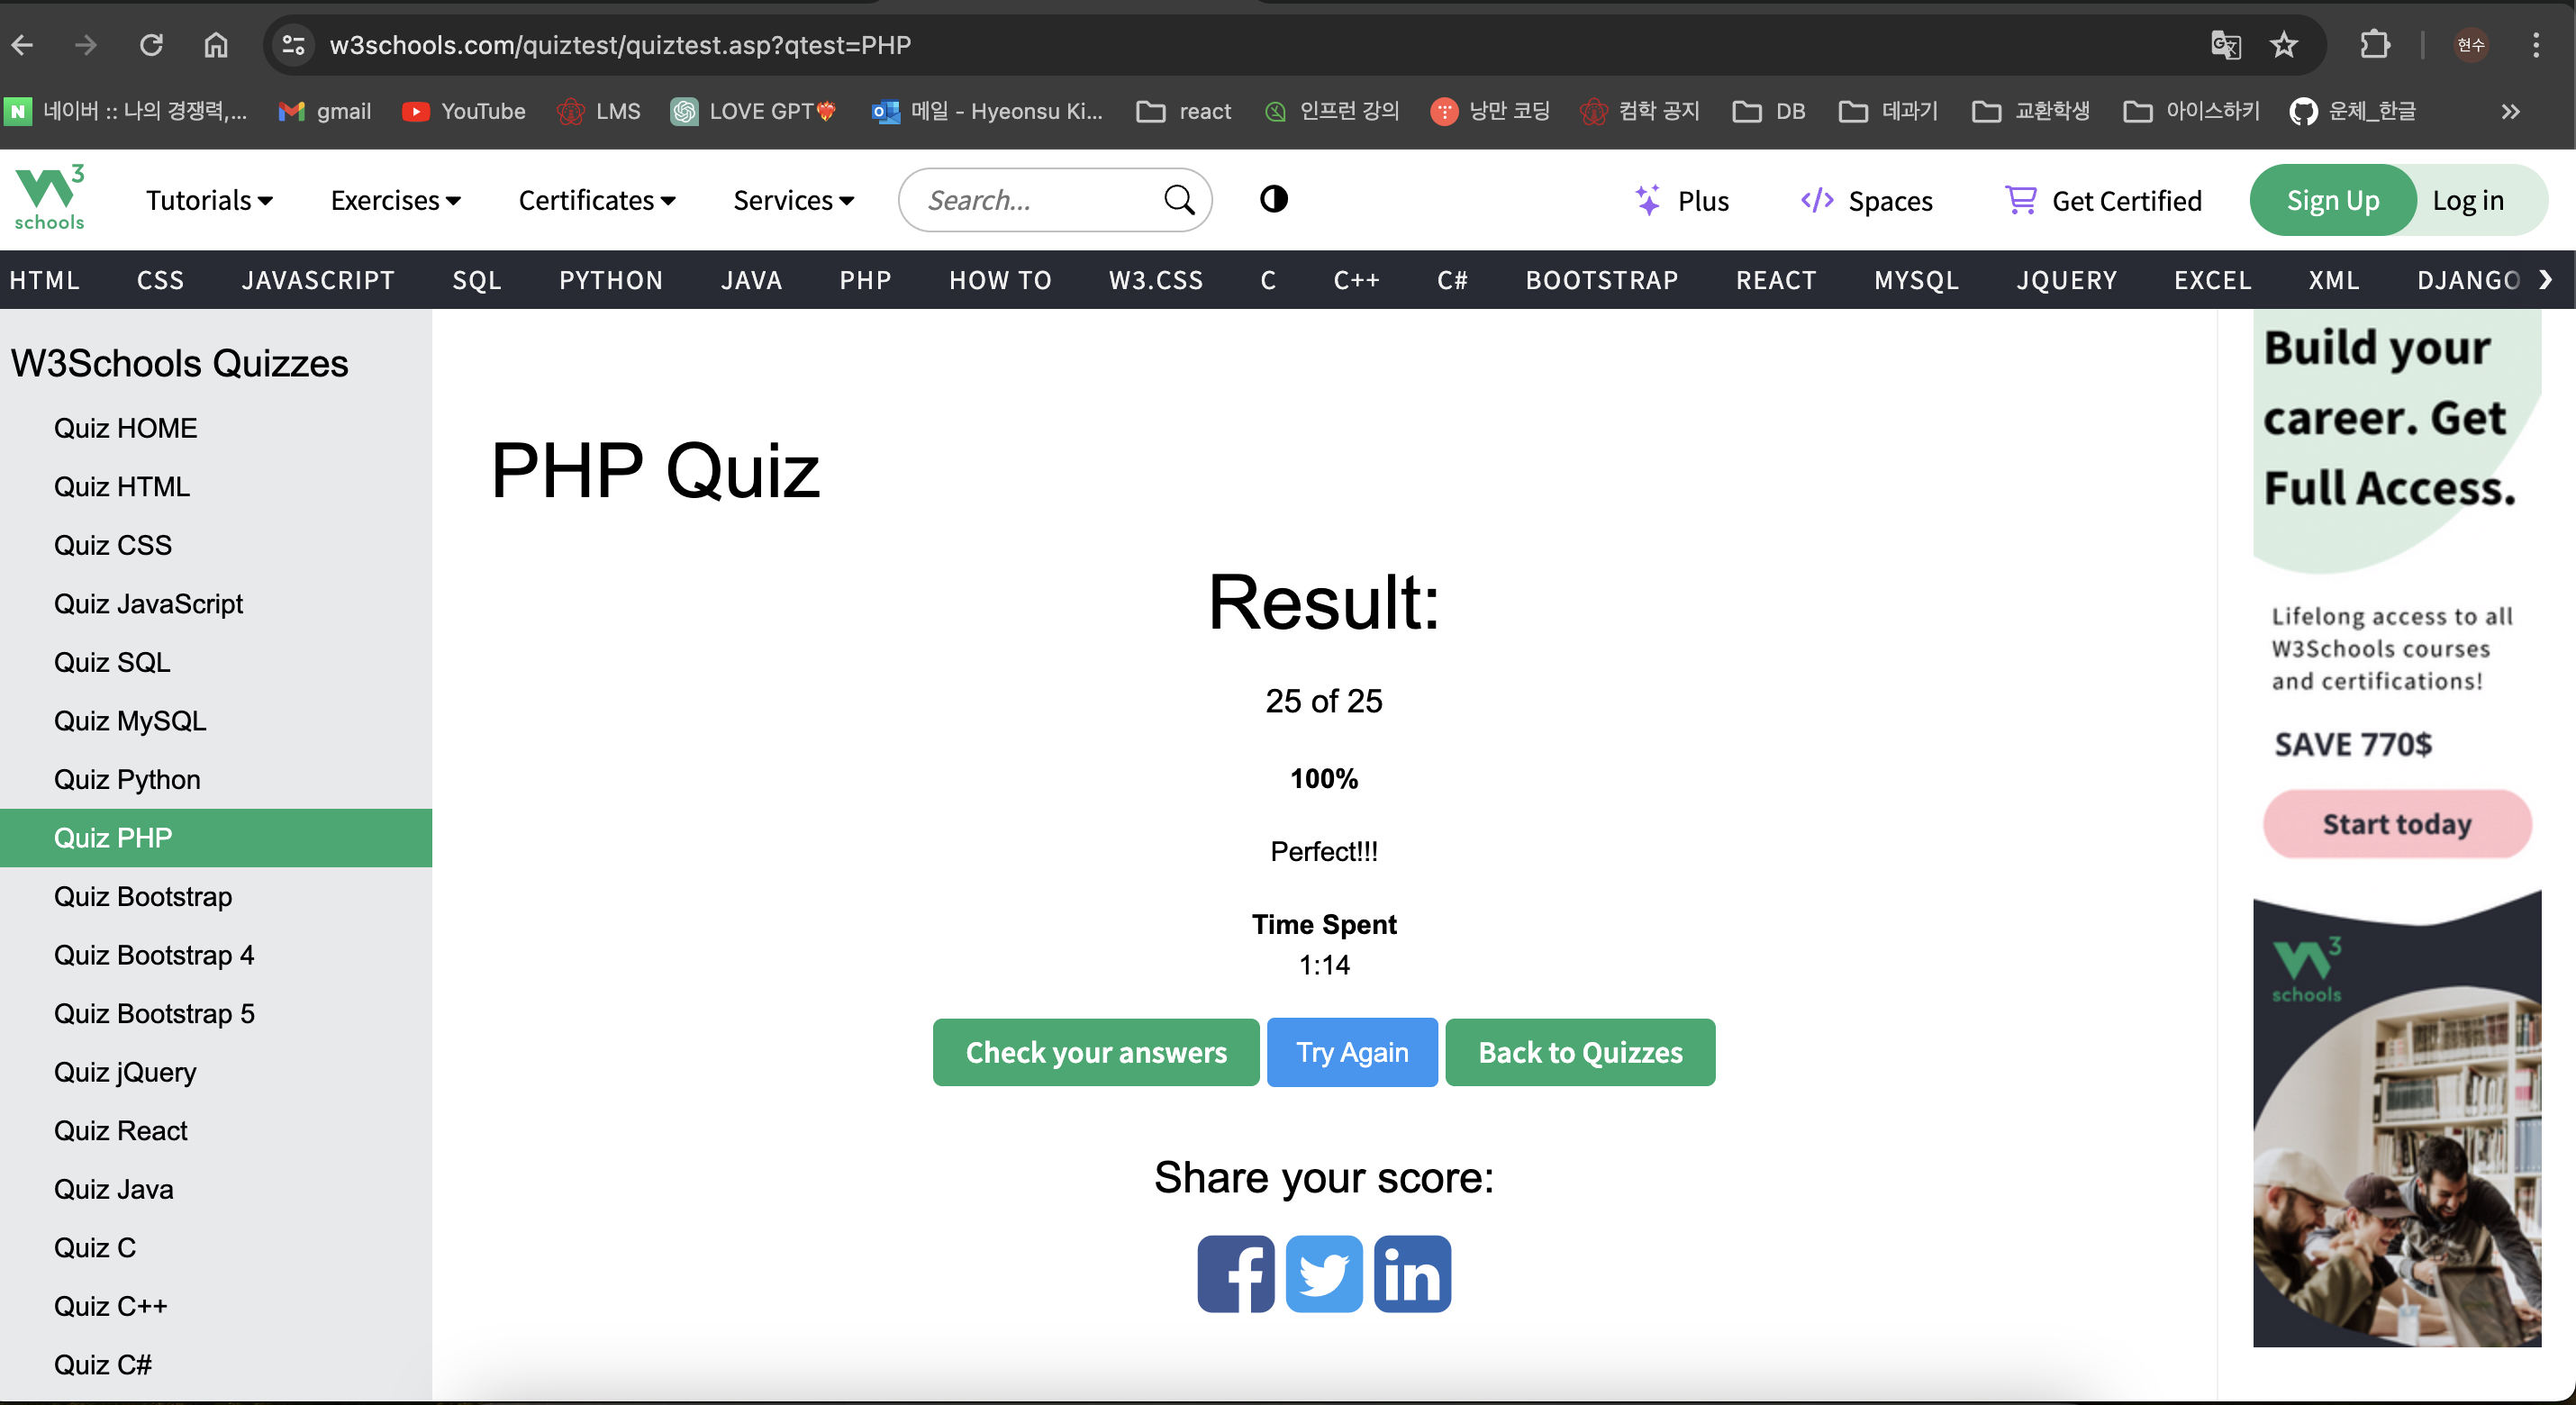 w3schools.com/quiztest/quiztest.asp?qtest=PHP
현수
네이버 :: 나의 경쟁력,...
gmail
YouTube
LMS
LOVE GPT❤️‍🔥
메일 - Hyeonsu Ki...
react
인프런 강의
낭만 코딩
컴학 공지
DB
데과기
교환학생
아이스하키
운체_한글
»
W3 schools
Tutorials
Exercises
Certificates
Services
Search...
Plus
Spaces
Get Certified
Sign Up
Log in
HTML CSS JAVASCRIPT SQL PYTHON JAVA PHP HOW TO W3.CSS C C++ C# BOOTSTRAP REACT MYSQL JQUERY EXCEL XML DJANGO
W3Schools Quizzes
Quiz HOME
Quiz HTML
Quiz CSS
Quiz JavaScript
Quiz SQL
Quiz MySQL
Quiz Python
Quiz PHP
Quiz Bootstrap
Quiz Bootstrap 4
Quiz Bootstrap 5
Quiz jQuery
Quiz React
Quiz Java
Quiz C
Quiz C++
Quiz C#
PHP Quiz
Result:
25 of 25
100%
Perfect!!!
Time Spent
1:14
Check your answers
Try Again
Back to Quizzes
Share your score:
Build your
career. Get
Full Access.
Lifelong access to all
W3Schools courses
and certifications!
SAVE 770$
Start today
W3 schools